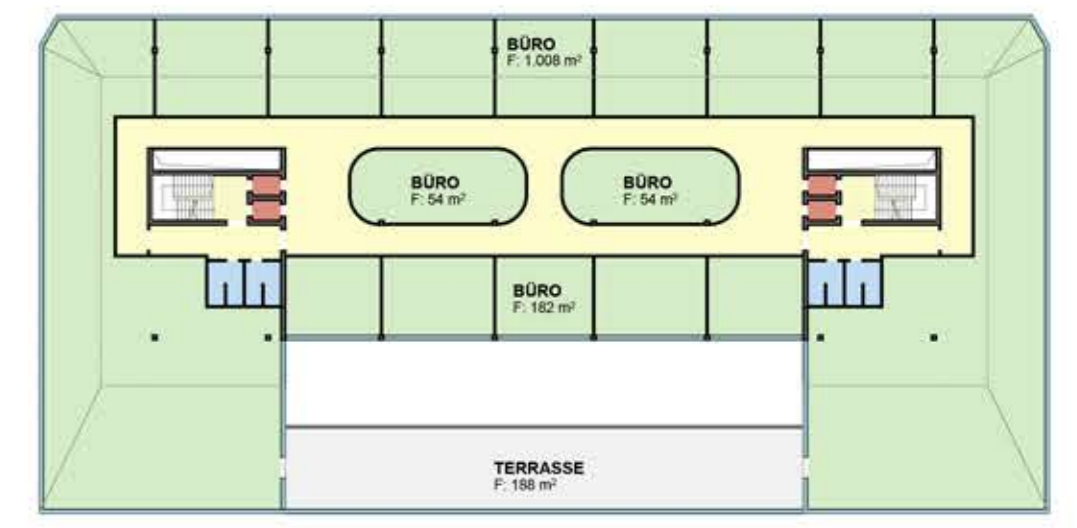 BÜRO
F: 1.008 m²
BÜRO
F: 54 m²
BÜRO
F: 54 m²
BÜRO
F: 182 m²
TERRASSE
F: 188 m²